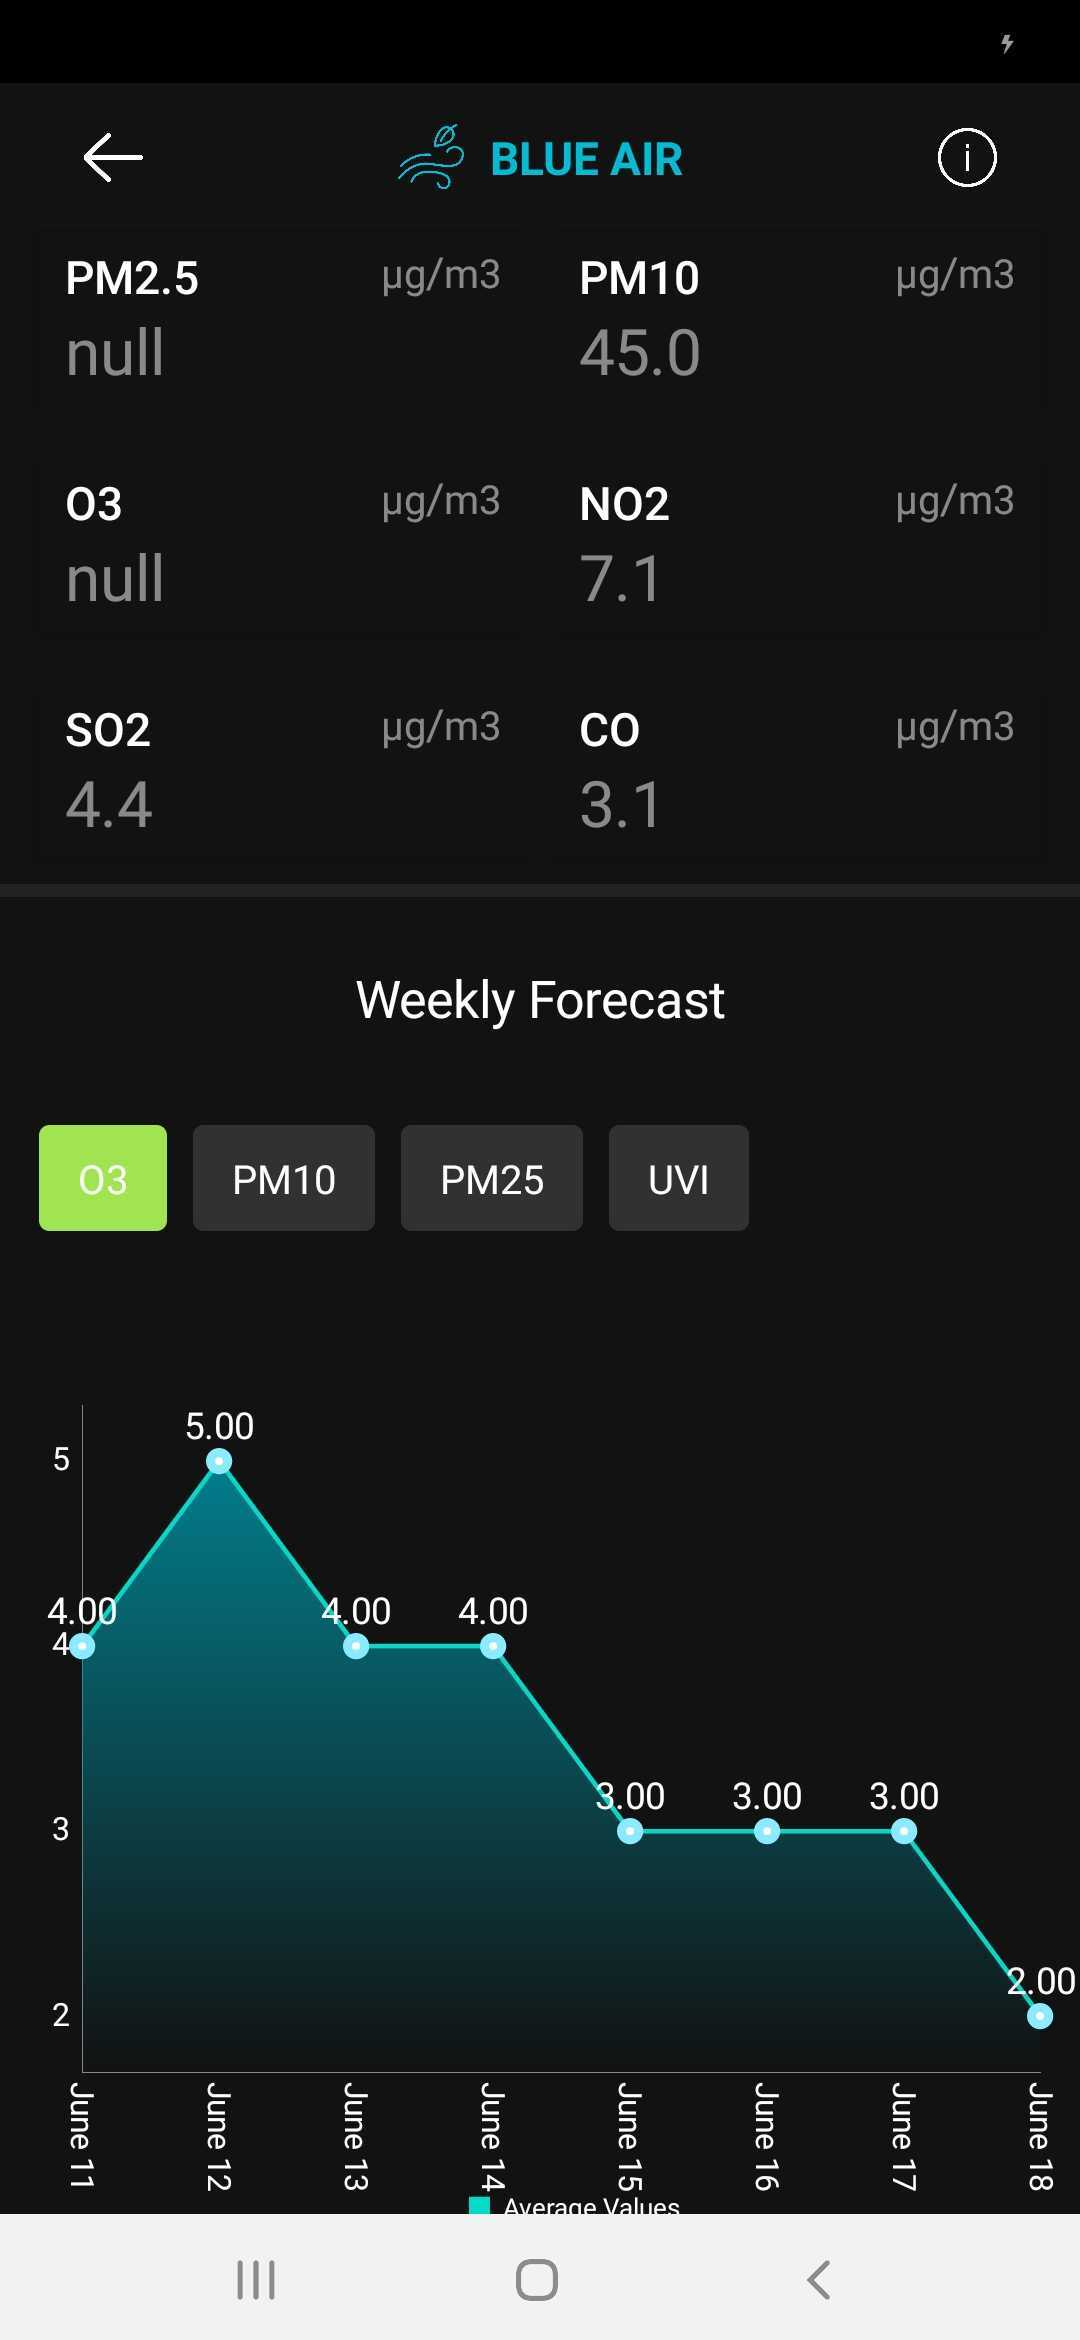 BLUE AIR
PM2.5 µg/m3 PM10 µg/m3
null 45.0
O3 µg/m3 NO2 µg/m3
null 7.1
SO2 µg/m3 CO µg/m3
4.4 3.1
Weekly Forecast
O3 PM10 PM25 UVI
5.00
5
4.00 4.00 4.00
4
3.00 3.00 3.00
3
2.00
2
June 11 June 12 June 13 June 14 June 15 June 16 June 17 June 18
Average Values